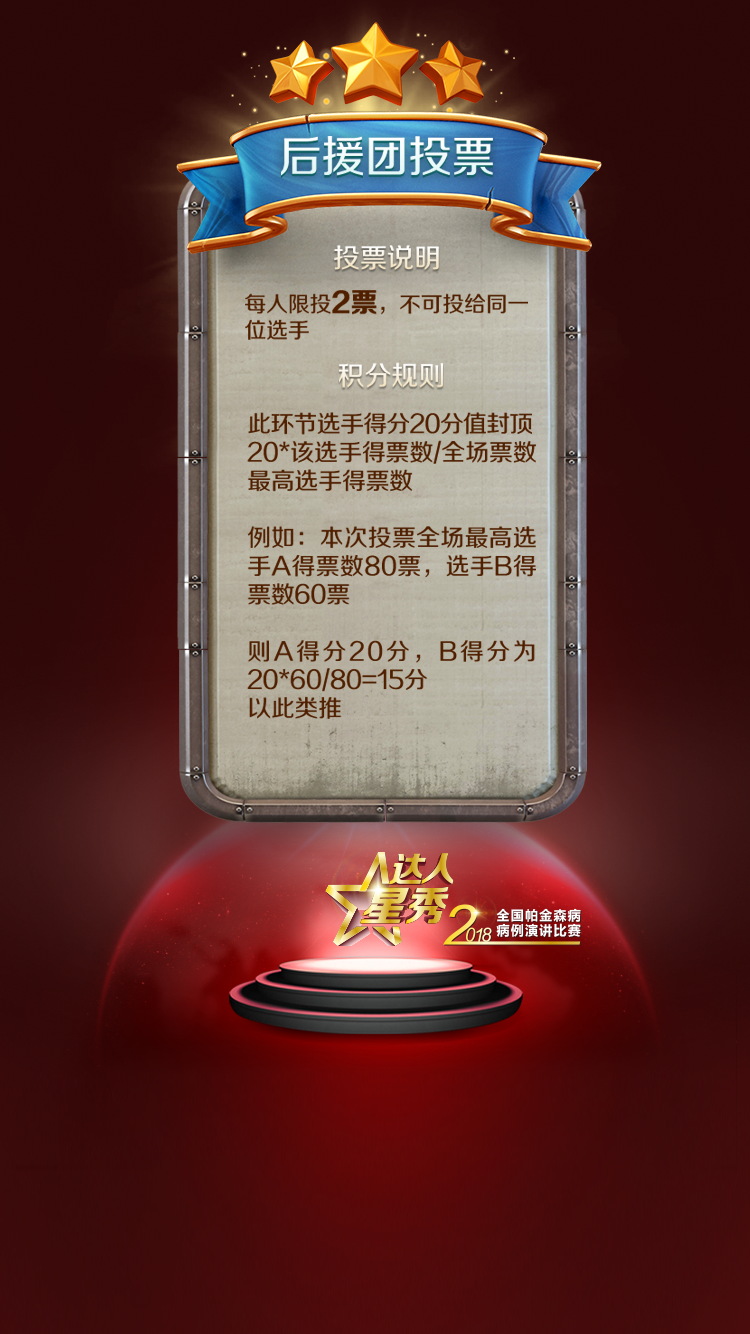 后援团投票
投票说明
每人限投2票，不可投给同一
位选手
积分规则
此环节选手得分20分值封顶
20*该选手得票数/全场票数
最高选手得票数
例如：本次投票全场最高选
手A得票数80票，选手B得
票数60票
则A得分20分，B得分为
20*60/80=15分
以此类推
达人
星秀
2018
全国帕金森病
病例演讲比赛